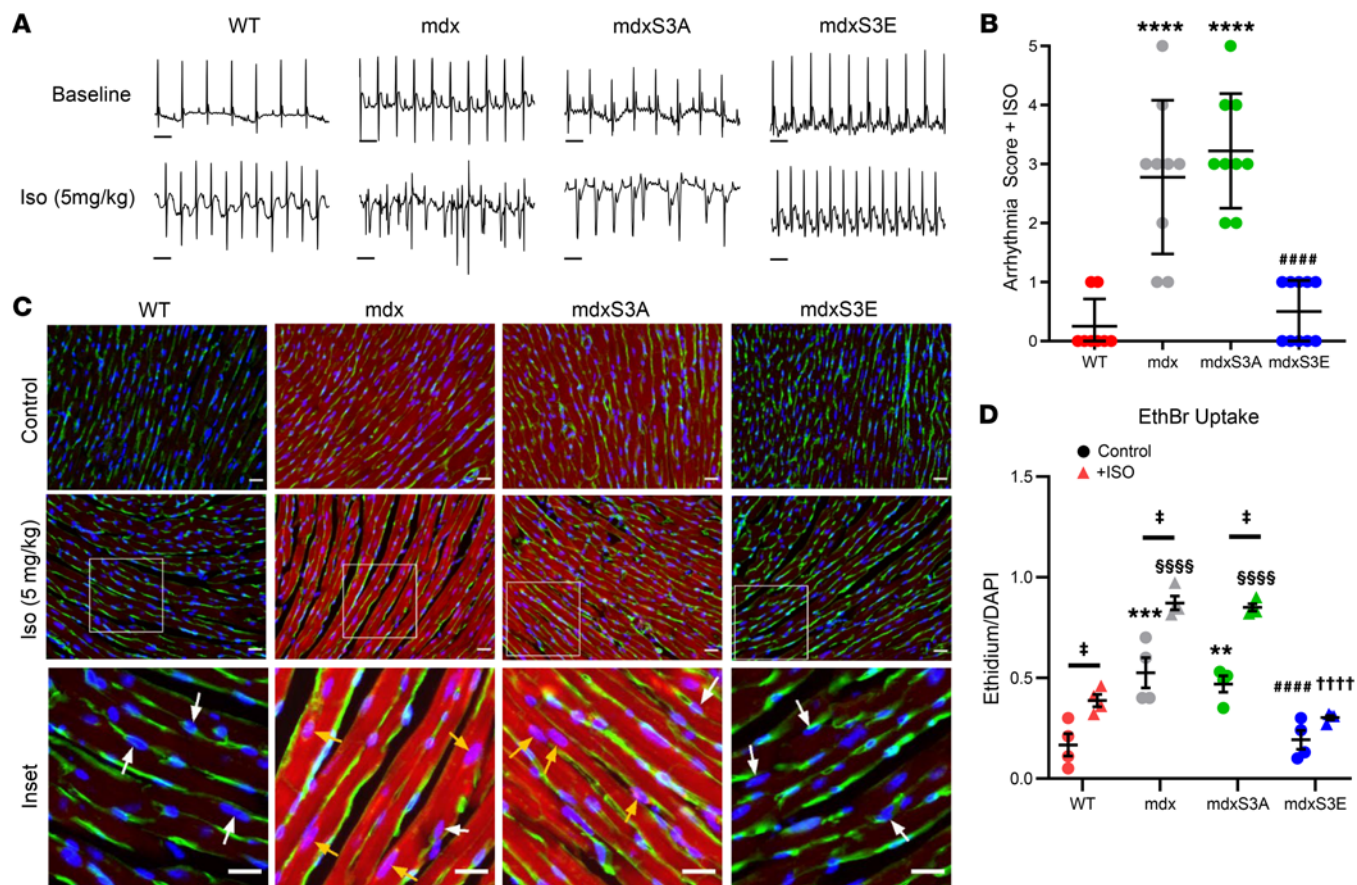 A
WT
mdx
mdxS3A
mdxS3E
Baseline
Iso (5mg/kg)
B
Arrhythmia Score + ISO
5
4
3
2
1
0
****
****
####
WT
mdx
mdxS3A
mdxS3E
C
WT
mdx
mdxS3A
mdxS3E
Control
Iso (5 mg/kg)
Inset
D
EthBr Uptake
Control
+ISO
Ethidium/DAPI
1.5
1.0
0.5
0.0
‡
‡
‡
§§§§
§§§§
***
**
####
††††
WT
mdx
mdxS3A
mdxS3E